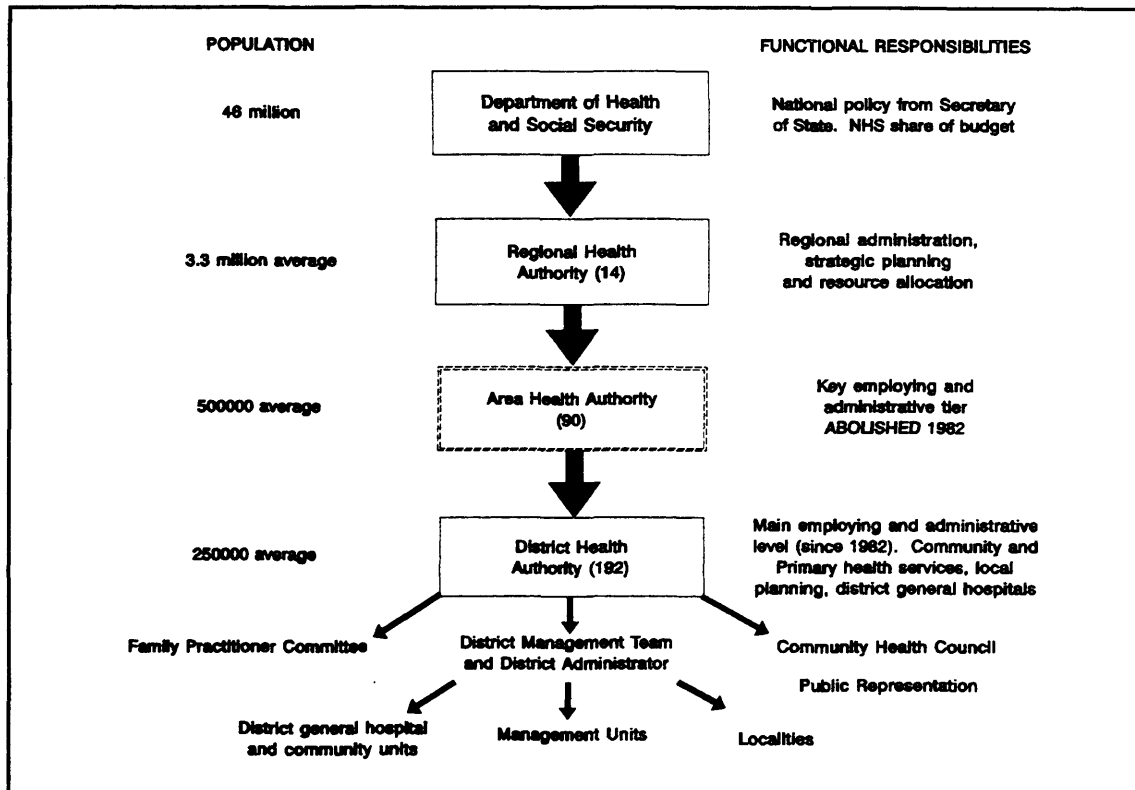 POPULATION
FUNCTIONAL RESPONSIBILITIES
46 million
Department of Health
and Social Security
National policy from Secretary
of State. NHS share of budget
3.3 million average
Regional Health
Authority (14)
Regional administration,
strategic planning
and resource allocation
500000 average
Area Health Authority
(90)
Key employing and
administrative tier
ABOLISHED 1982
250000 average
District Health
Authority (192)
Main employing and administrative
level (since 1982). Community and
Primary health services, local
planning, district general hospitals
Family Practitioner Committee
District Management Team
and District Administrator
Community Health Council
Public Representation
District general hospital
and community units
Management Units
Localities